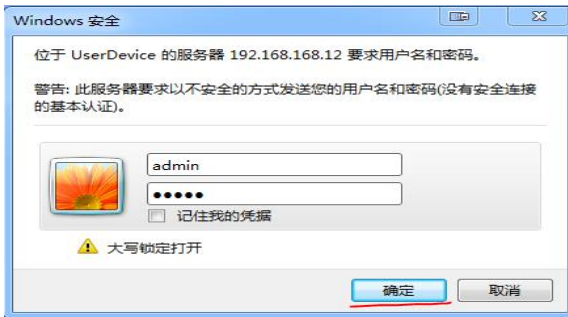 Windows 安全
位于 UserDevice 的服务器 192.168.168.12 要求用户名和密码。
警告: 此服务器要求以不安全的方式发送您的用户名和密码(没有安全连接
的基本认证)。
admin
●●●●●
记住我的凭据
大写锁定打开
确定
取消